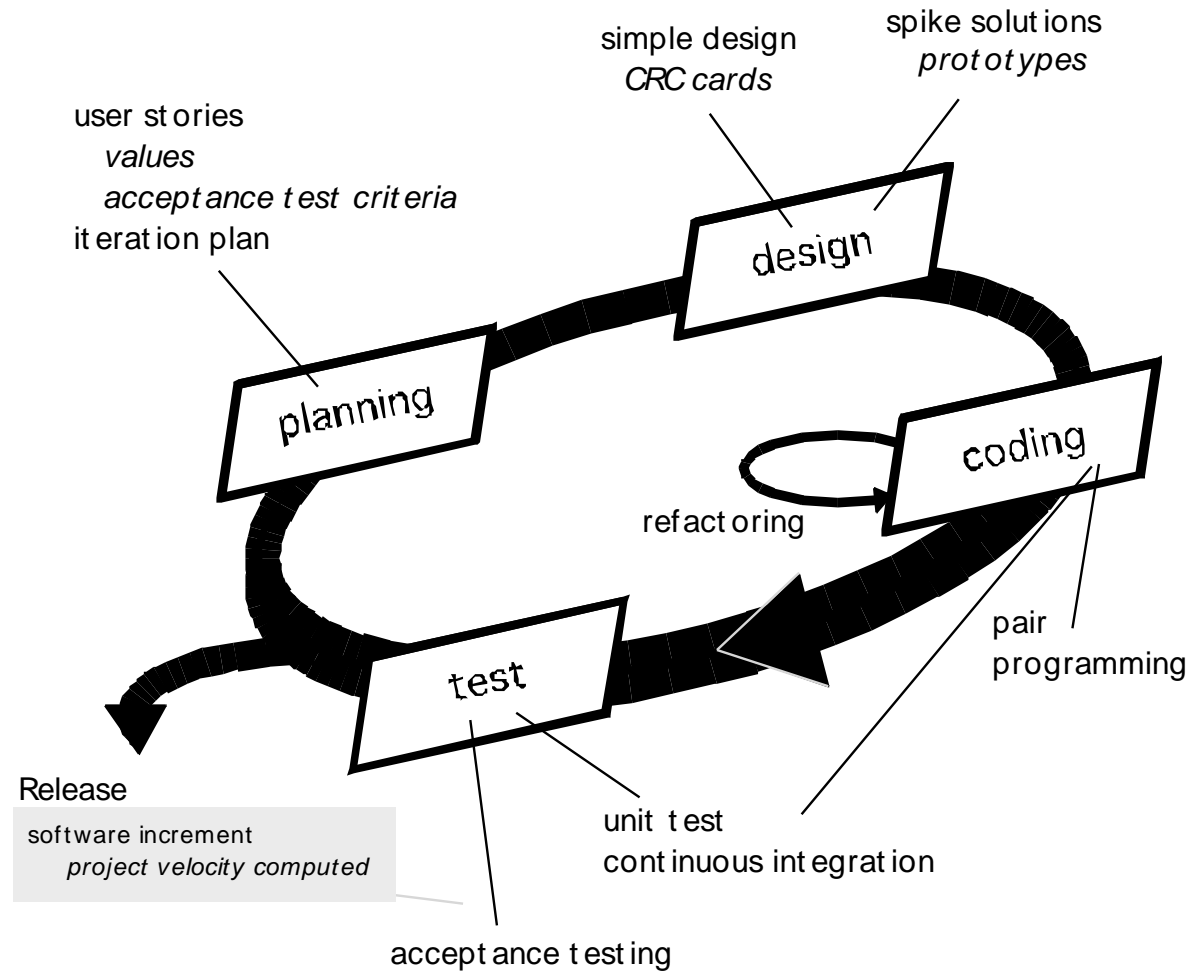 spike solutions
prototypes
simple design
CRC cards
user stories
values
acceptance test criteria
iteration plan
design
planning
coding
refactoring
pair
programming
test
Release
software increment
project velocity computed
unit test
continuous integration
acceptance testing